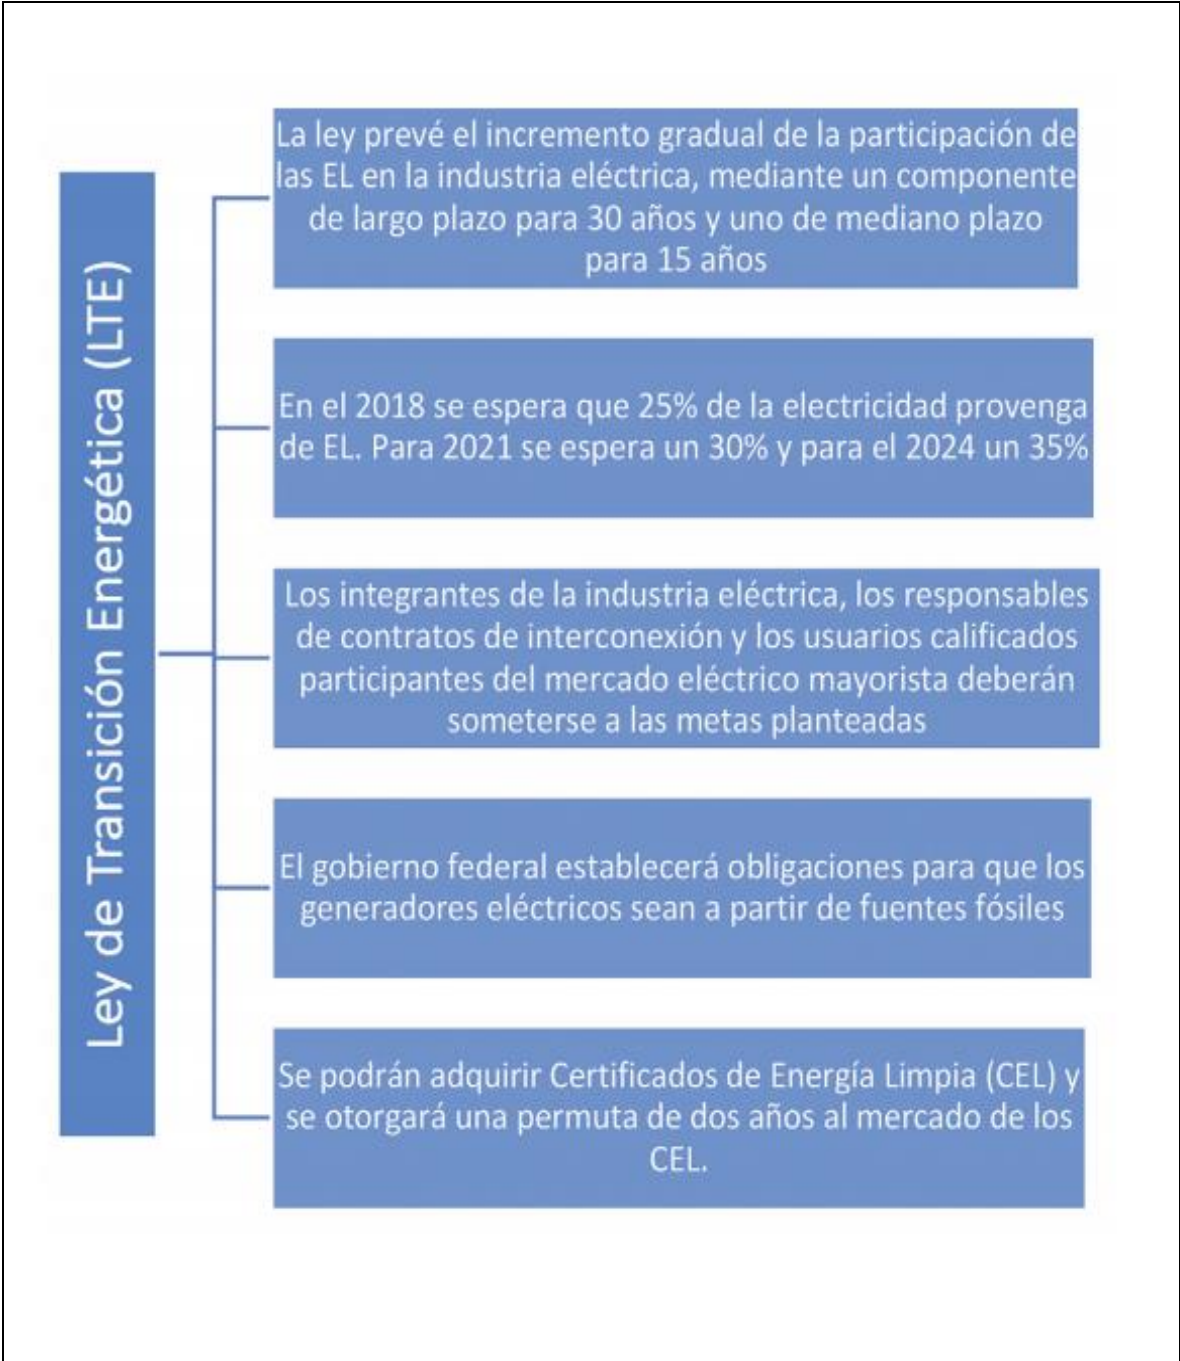 Ley de Transición Energética (LTE)
La ley prevé el incremento gradual de la participación de
las EL en la industria eléctrica, mediante un componente
de largo plazo para 30 años y uno de mediano plazo
para 15 años
En el 2018 se espera que 25% de la electricidad provenga
de EL. Para 2021 se espera un 30% y para el 2024 un 35%
Los integrantes de la industria eléctrica, los responsables
de contratos de interconexión y los usuarios calificados
participantes del mercado eléctrico mayorista deberán
someterse a las metas planteadas
El gobierno federal establecerá obligaciones para que los
generadores eléctricos sean a partir de fuentes fósiles
Se podrán adquirir Certificados de Energía Limpia (CEL) y
se otorgará una permuta de dos años al mercado de los
CEL.